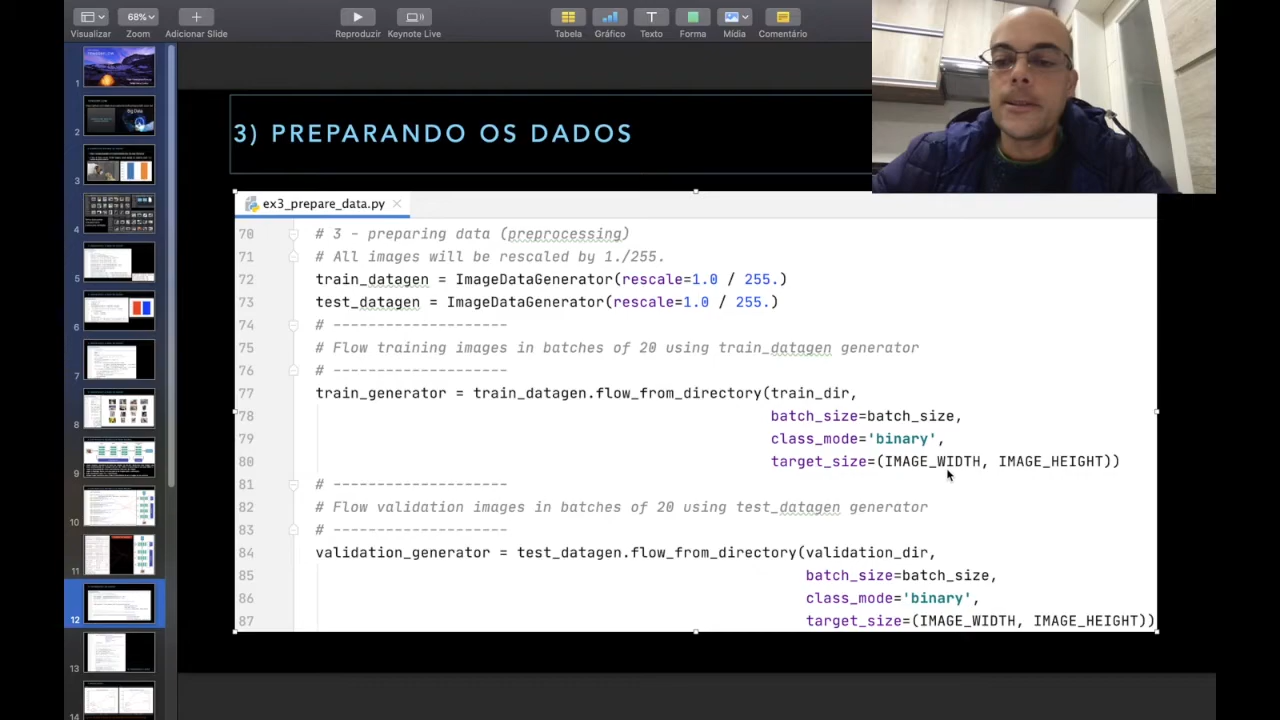 68%
Visualizar
Zoom
Adicionar Slide
Reproduzir
Keynote Live
Tabela
Gráfico
Texto
Forma
Mídia
Comentário
1
2
3
4
5
6
7
8
9
10
11
12
13
14
Big Data
3) PREPARANDO OS DADOS
ex3_prepare_data.py
70 # 3 - preparing data (prprocessing)
71 # All images will be rescaled by 1./255.
72 train_datagen = ImageDataGenerator(rescale=1.0 / 255.)
73 test_datagen = ImageDataGenerator(rescale=1.0 / 255.)
74 # --------------------
75 # Flow training images in batches of 20 using train_datagen generator
76 # --------------------
77 train_generator = train_datagen.flow_from_directory(train_dir,
78 batch_size=batch_size,
79 class_mode='binary',
80 target_size=(IMAGE_WIDTH, IMAGE_HEIGHT))
81 # --------------------
82 # Flow validation images in batches of 20 using test_datagen generator
83 # --------------------
84 validation_generator = test_datagen.flow_from_directory(validation_dir,
85 batch_size=batch_size,
86 class_mode='binary',
87 target_size=(IMAGE_WIDTH, IMAGE_HEIGHT))